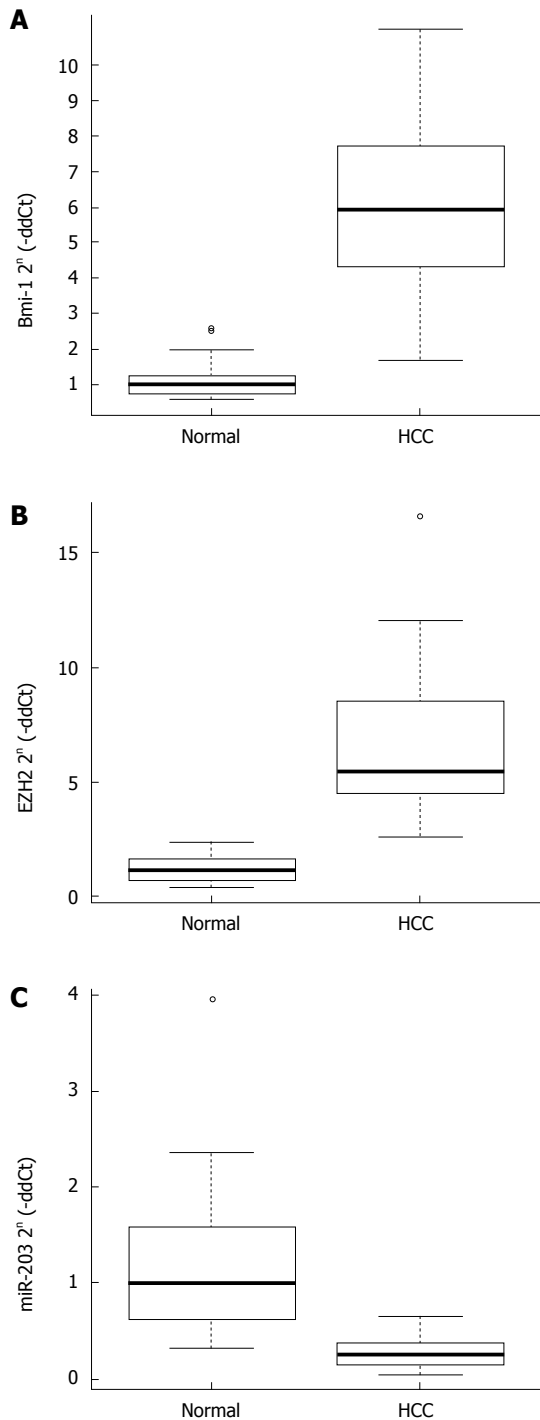 A
10
9
8
7
6
5
4
3
2
1
Bmi-1 2ⁿ (-ddCt)
Normal HCC
B
15
10
5
0
EZH2 2ⁿ (-ddCt)
Normal HCC
C
4
3
2
1
0
miR-203 2ⁿ (-ddCt)
Normal HCC